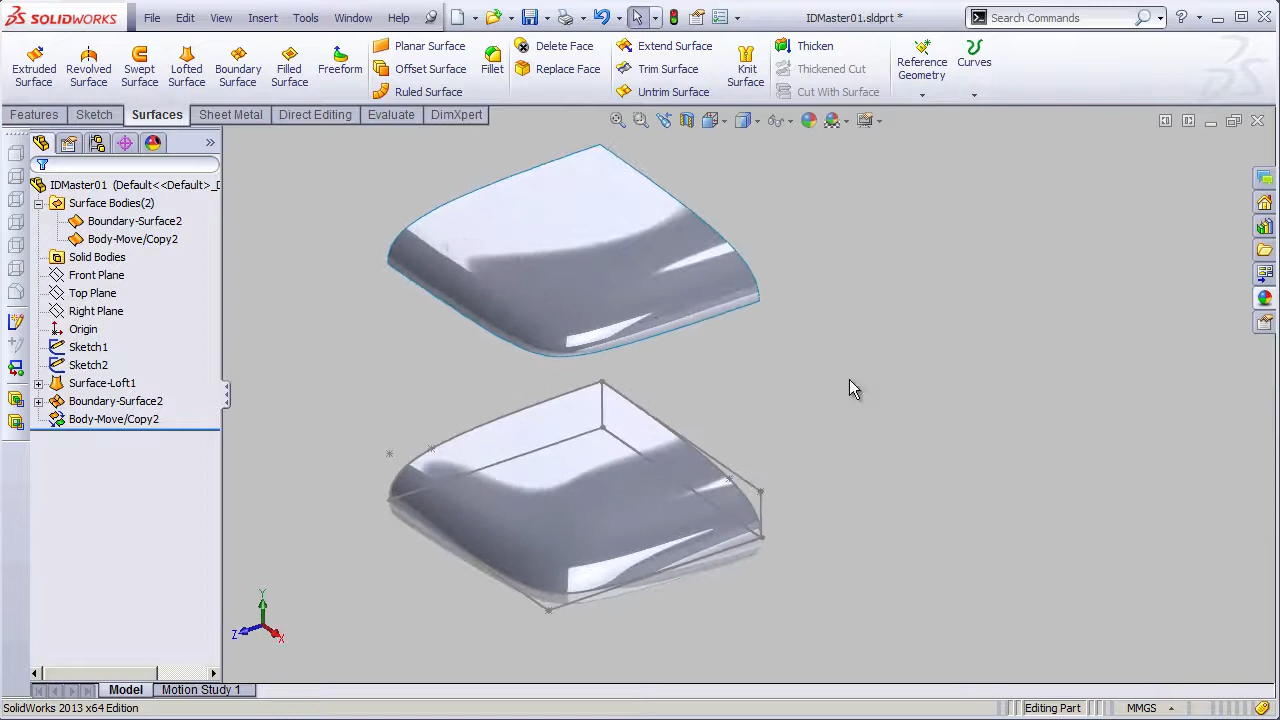 SOLIDWORKS File Edit View Insert Tools Window Help IDMaster01.sldprt * Search Commands
Extruded Surface
Revolved Surface
Swept Surface
Lofted Surface
Boundary Surface
Filled Surface
Freeform
Planar Surface
Offset Surface
Ruled Surface
Fillet
Delete Face
Replace Face
Extend Surface
Trim Surface
Untrim Surface
Knit Surface
Thicken
Thickened Cut
Cut With Surface
Reference Geometry
Curves
Features Sketch Surfaces Sheet Metal Direct Editing Evaluate DimXpert
IDMaster01 (Default<<Default>_D
Surface Bodies(2)
Boundary-Surface2
Body-Move/Copy2
Solid Bodies
Front Plane
Top Plane
Right Plane
Origin
Sketch1
Sketch2
Surface-Loft1
Boundary-Surface2
Body-Move/Copy2
Y
Z X
Model Motion Study 1
SolidWorks 2013 x64 Edition Editing Part MMGS